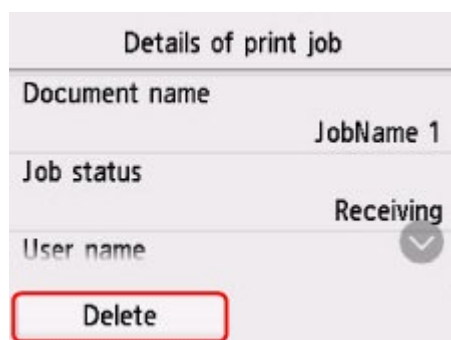 Details of print job
Document name
JobName 1
Job status
Receiving
User name
Delete